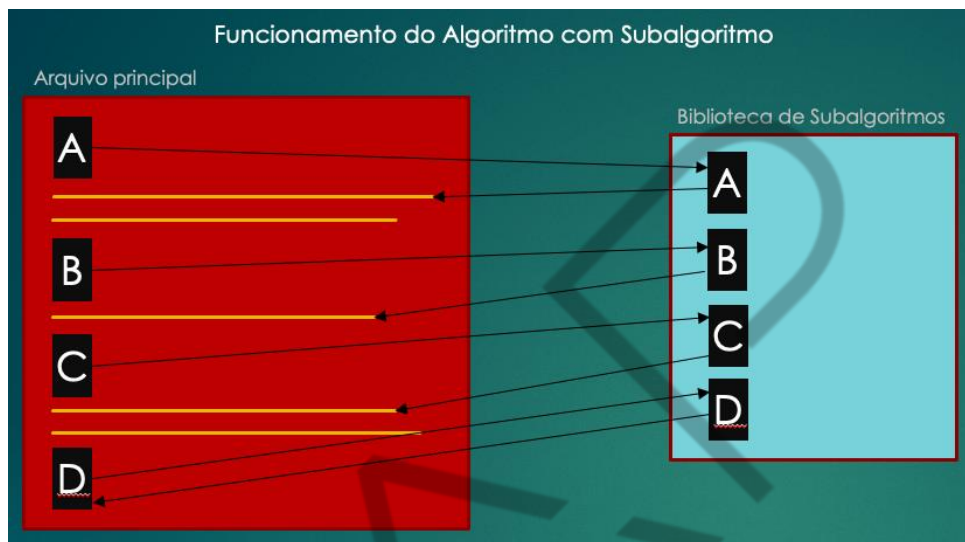 Funcionamento do Algoritmo com Subalgoritmo
Arquivo principal
Biblioteca de Subalgoritmos
A
A
B
B
C
C
D
D